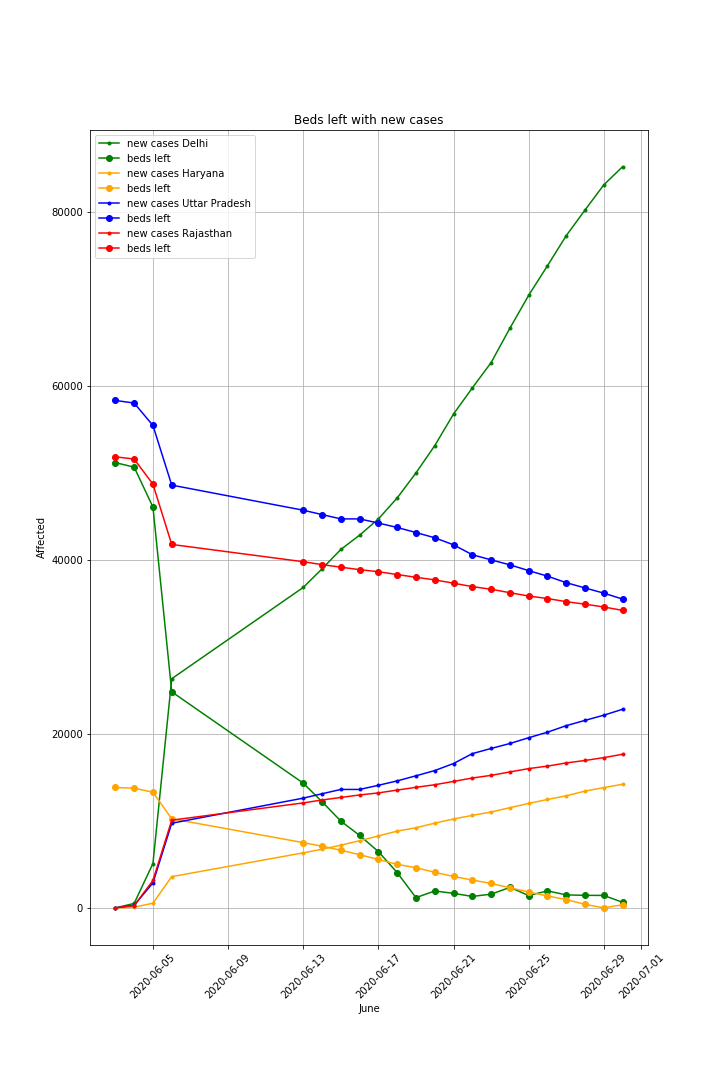 Beds left with new cases
new cases Delhi
beds left
new cases Haryana
beds left
new cases Uttar Pradesh
beds left
new cases Rajasthan
beds left
80000
60000
40000
20000
0
Affected
2020-06-05
2020-06-09
2020-06-13
2020-06-17
2020-06-21
2020-06-25
2020-06-29
2020-07-01
June